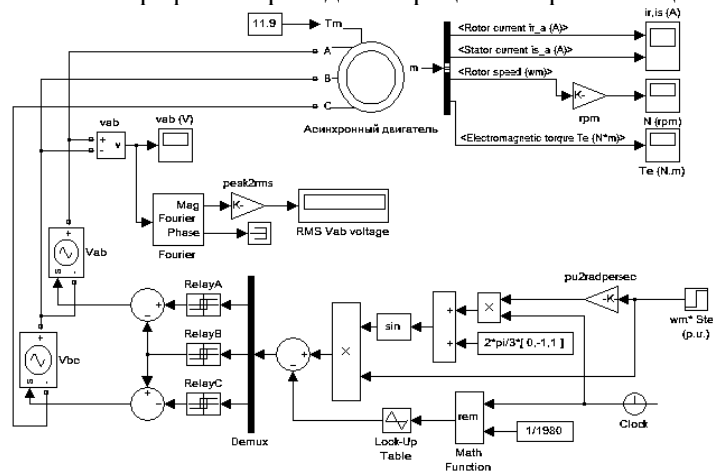 11.9
Tm
A
B
C
m
Асинхронный двигатель
<Rotor current ir_a (A)>
<Stator current is_a (A)>
<Rotor speed (wm)>
<Electromagnetic torque Te (N*m)>
ir,is (A)
K-
rpm
N (rpm)
Te (N.m)
vab
+
-
v
vab (V)
Mag
Fourier
Phase
Fourier
peak2rms
K-
RMS Vab voltage
Vab
Vbc
RelayA
RelayB
RelayC
Demux
sin
2*pi/3*[ 0,-1,1 ]
pu2radpersec
-K-
wm* Ste
(p.u.)
Look-Up
Table
rem
Math
Function
1/1980
Clock